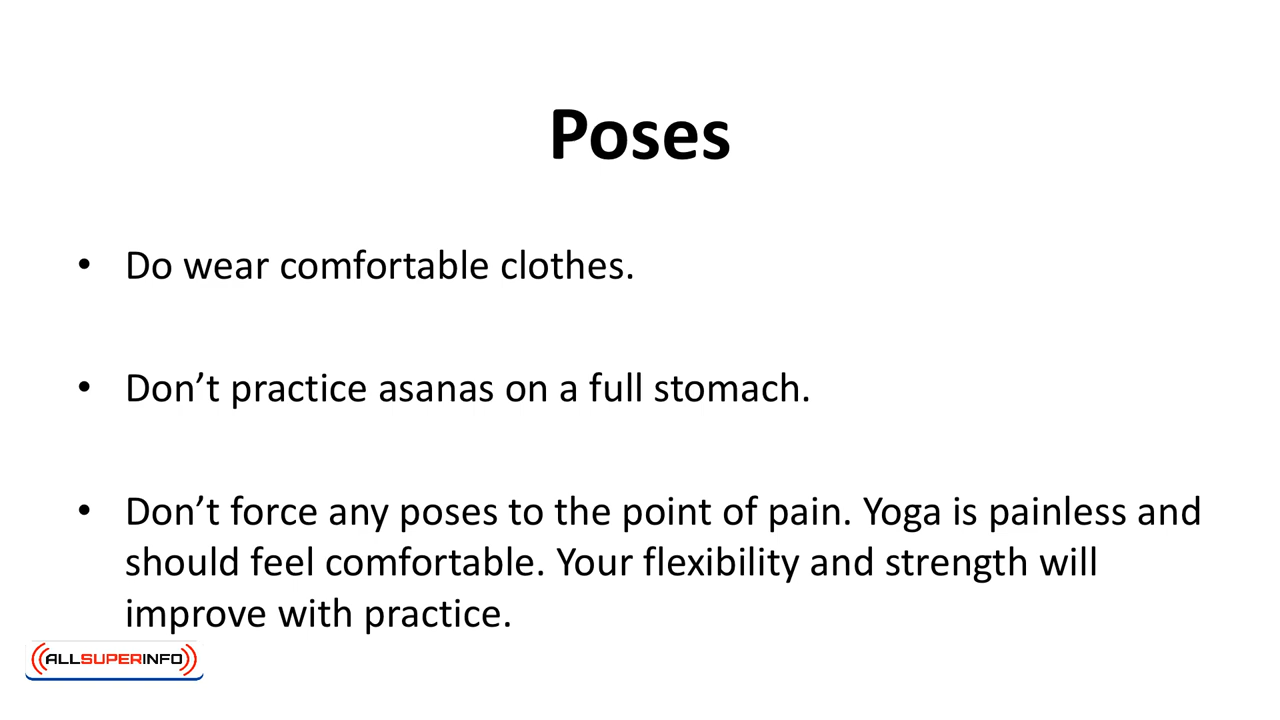 Poses
• Do wear comfortable clothes.
• Don’t practice asanas on a full stomach.
• Don’t force any poses to the point of pain. Yoga is painless and
should feel comfortable. Your flexibility and strength will
improve with practice.
ALLSUPERINFO